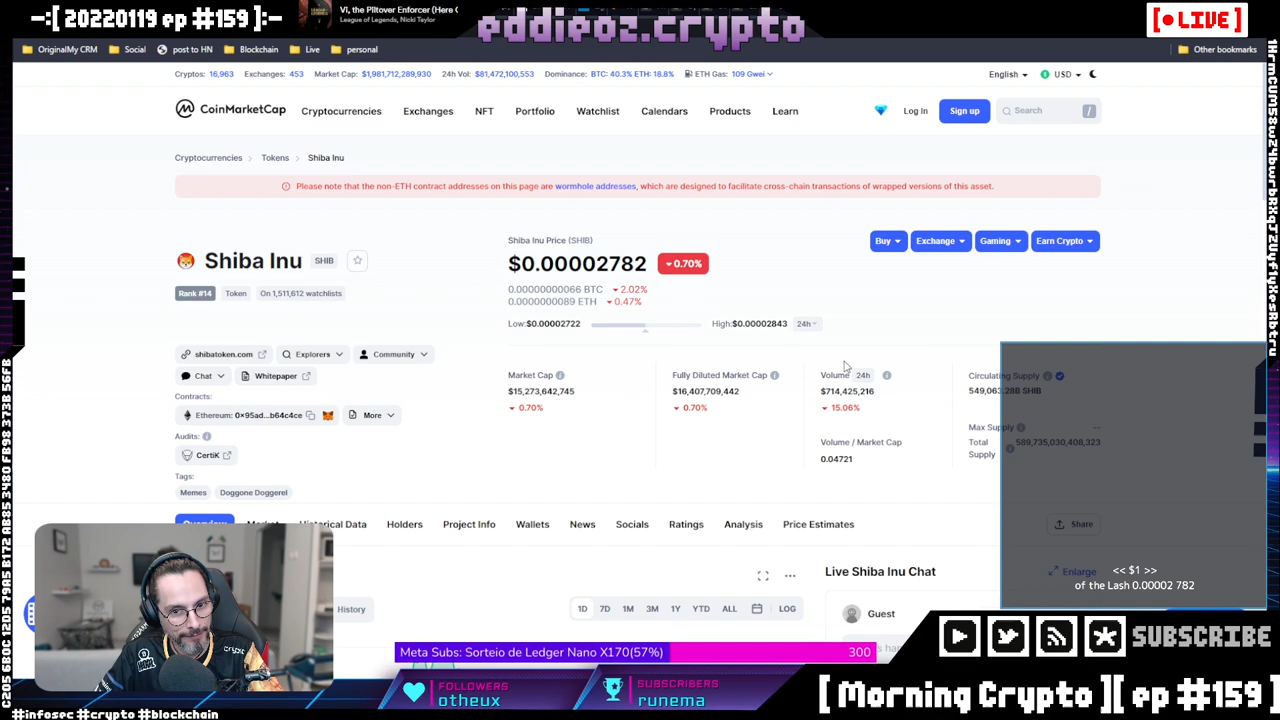 -:[ 20220119 ep #159 ]:-
Vi, the Piltover Enforcer (Here C
League of Legends, Nicki Taylor)
eddieoz.crypto
[ • LIVE ]
OriginalMy CRM Social post to HN Blockchain Live personal
Other bookmarks
Cryptos: 16,963 Exchanges: 453 Market Cap: $1,981,712,289,930 24h Vol: $81,472,100,553 Dominance: BTC: 40.3% ETH: 18.8% ETH Gas: 109 Gwei
English USD
CoinMarketCap Cryptocurrencies Exchanges NFT Portfolio Watchlist Calendars Products Learn
Log In Sign up Search /
Cryptocurrencies > Tokens > Shiba Inu
Please note that the non-ETH contract addresses on this page are wormhole addresses, which are designed to facilitate cross-chain transactions of wrapped versions of this asset.
Shiba Inu SHIB
Rank #14 Token On 1,511,612 watchlists
Shiba Inu Price (SHIB)
$0.00002782 0.70%
0.00000000066 BTC 2.02%
0.0000000089 ETH 0.47%
Low:$0.00002722 High:$0.00002843 24h
Buy Exchange Gaming Earn Crypto
shibatoken.com Explorers Community
Chat Whitepaper
Contracts:
Ethereum: 0x95ad...b64c4ce More
Audits:
CertiK
Tags:
Memes Doggone Doggerel
Market Cap
$15,273,642,745
0.70%
Fully Diluted Market Cap
$16,407,709,442
0.70%
Volume 24h
$714,425,216
15.06%
Volume / Market Cap
0.04721
Circulating Supply
549,063.28B SHIB
Max Supply --
Total Supply 589,735,030,408,323
Overview Market Historical Data Holders Project Info Wallets News Socials Ratings Analysis Price Estimates
Share
History
1D 7D 1M 3M 1Y YTD ALL LOG
Live Shiba Inu Chat
Enlarge
Guest
<< $1 >>
of the Lash 0.00002 782
Meta Subs: Sorteio de Ledger Nano X170(57%) 300
FOLLOWERS
otheux
SUBSCRIBERS
runema
SUBSCRIBE
[ Morning Crypto ][ ep #159 ]
#infosec #crypto #blockchain